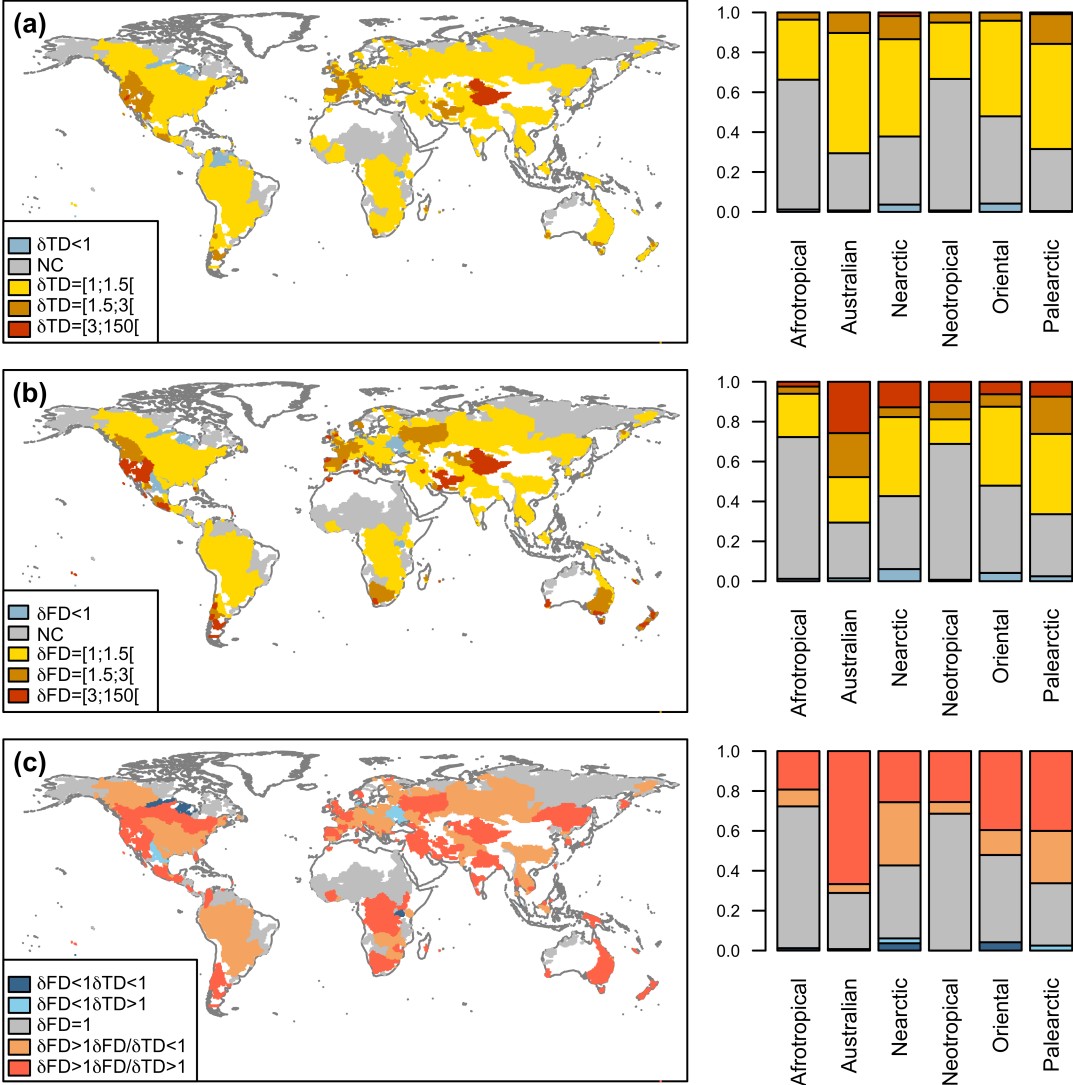 (a)
δTD<1
NC
δTD=[1;1.5[
δTD=[1.5;3[
δTD=[3;150[
1.0
0.8
0.6
0.4
0.2
0.0
Afrotropical
Australian
Nearctic
Neotropical
Oriental
Palearctic
(b)
δFD<1
NC
δFD=[1;1.5[
δFD=[1.5;3[
δFD=[3;150[
1.0
0.8
0.6
0.4
0.2
0.0
Afrotropical
Australian
Nearctic
Neotropical
Oriental
Palearctic
(c)
δFD<1δTD<1
δFD<1δTD>1
δFD=1
δFD>1δFD/δTD<1
δFD>1δFD/δTD>1
1.0
0.8
0.6
0.4
0.2
0.0
Afrotropical
Australian
Nearctic
Neotropical
Oriental
Palearctic